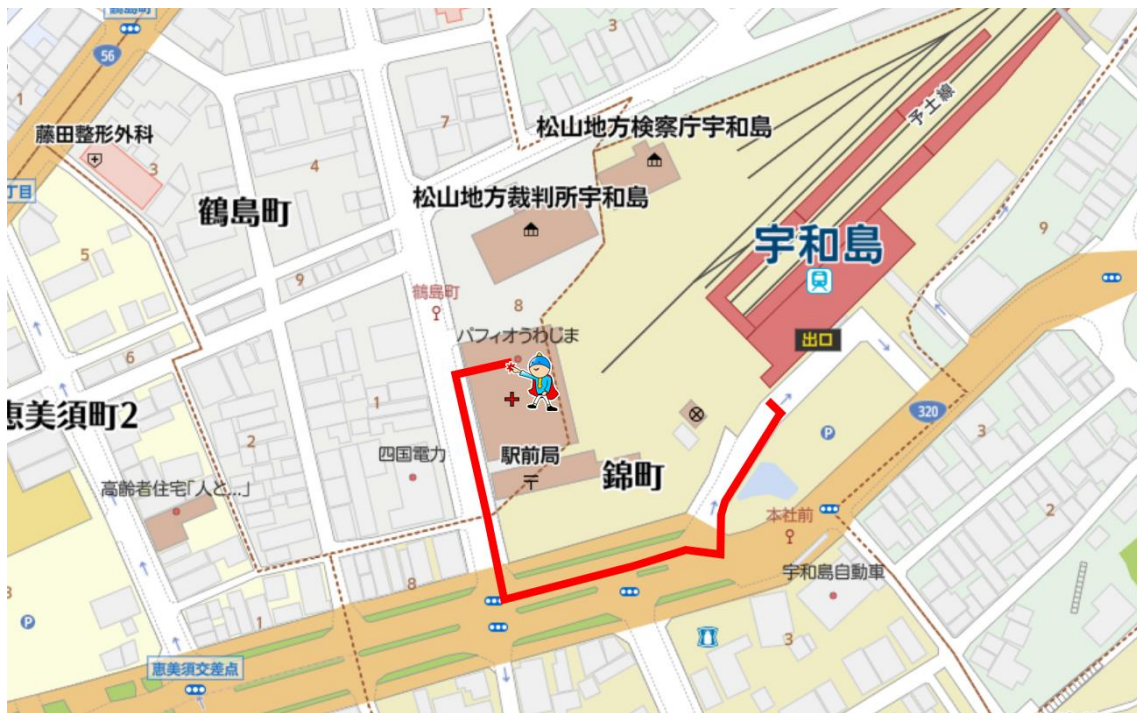 鶴島町
56
3
1
藤田整形外科
3
7
4
松山地方検察庁宇和島
予土線
丁目
鶴島町
松山地方裁判所宇和島
宇和島
9
5
9
鶴島町
8
パフィオうわじま
出口
6
320
恵美須町2
1
2
四国電力
駅前局
錦町
P
3
高齢者住宅「人と...」
本社前
2
8
宇和島自動車
3
P
1
3
恵美須交差点